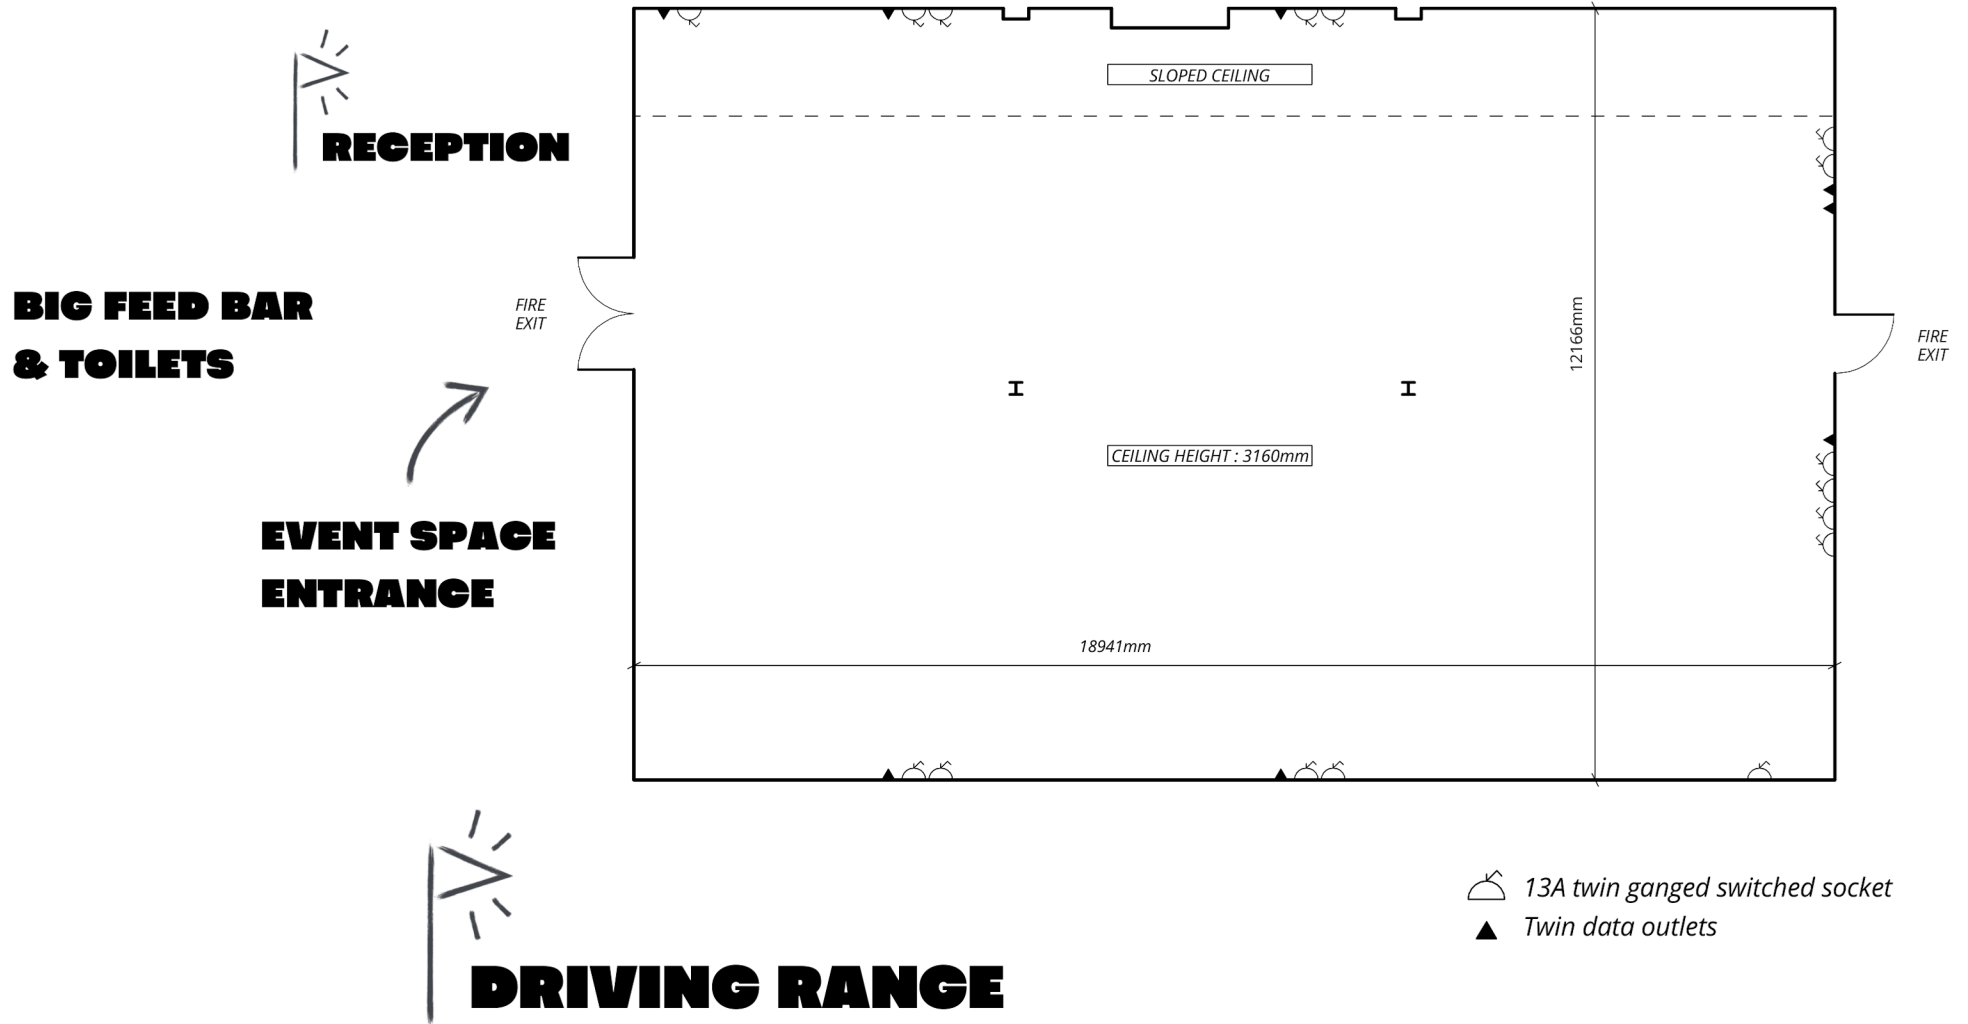 SLOPED CEILING
RECEPTION
BIG FEED BAR
& TOILETS
FIRE
EXIT
12166mm
FIRE
EXIT
CEILING HEIGHT : 3160mm
EVENT SPACE
ENTRANCE
18941mm
13A twin ganged switched socket
Twin data outlets
DRIVING RANGE